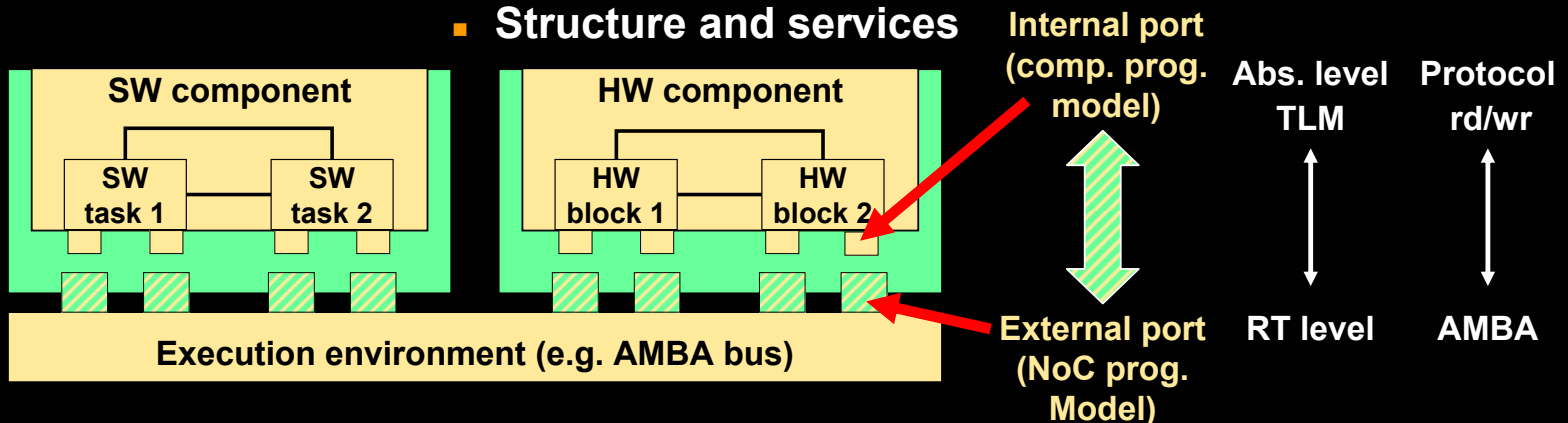 Structure and services
SW component
SW
task 1
SW
task 2
HW component
HW
block 1
HW
block 2
Execution environment (e.g. AMBA bus)
Internal port
(comp. prog.
model)
External port
(NoC prog.
Model)
Abs. level
TLM
RT level
Protocol
rd/wr
AMBA